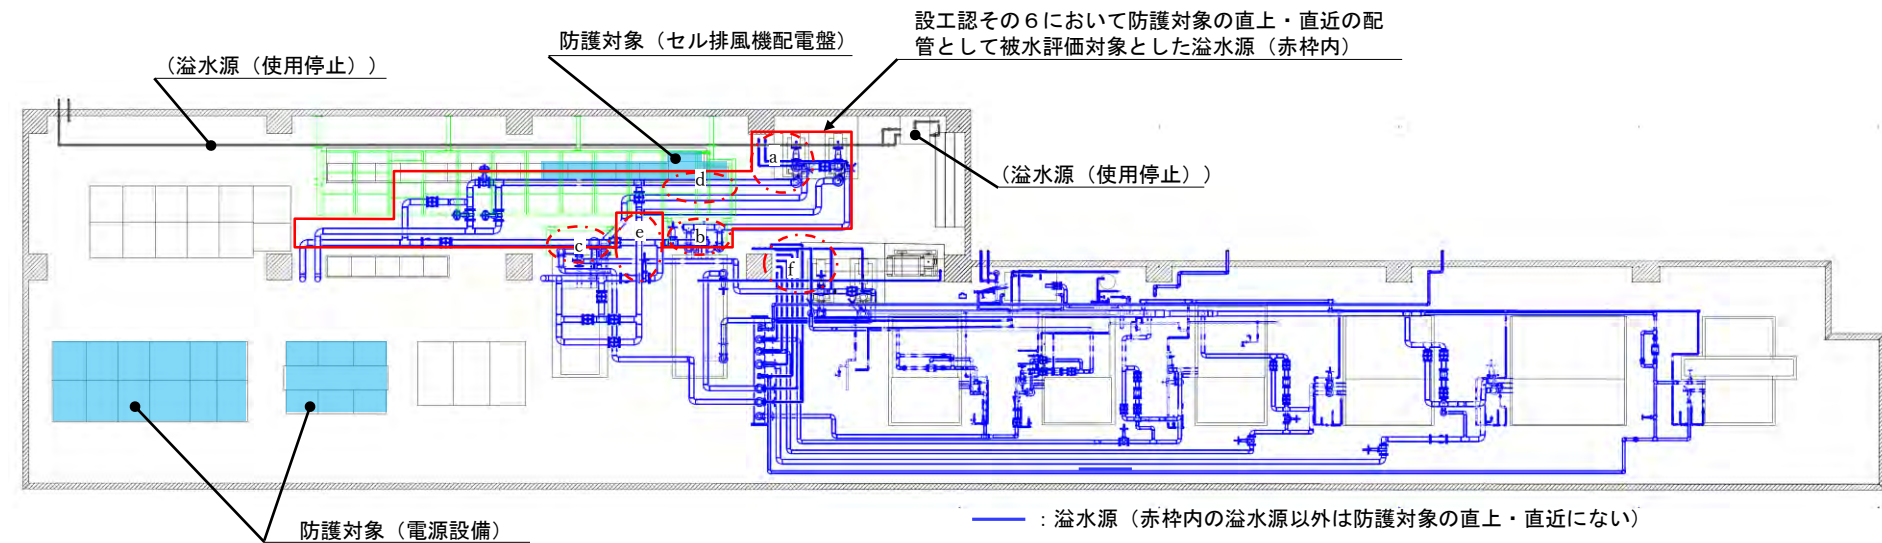 設工認その６において防護対象の直上・直近の配
管として被水評価対象とした溢水源（赤枠内）
防護対象（セル排風機配電盤）
（溢水源（使用停止））
a
（溢水源（使用停止））
d
e
b
c
f
防護対象（電源設備）
：溢水源（赤枠内の溢水源以外は防護対象の直上・直近にない）